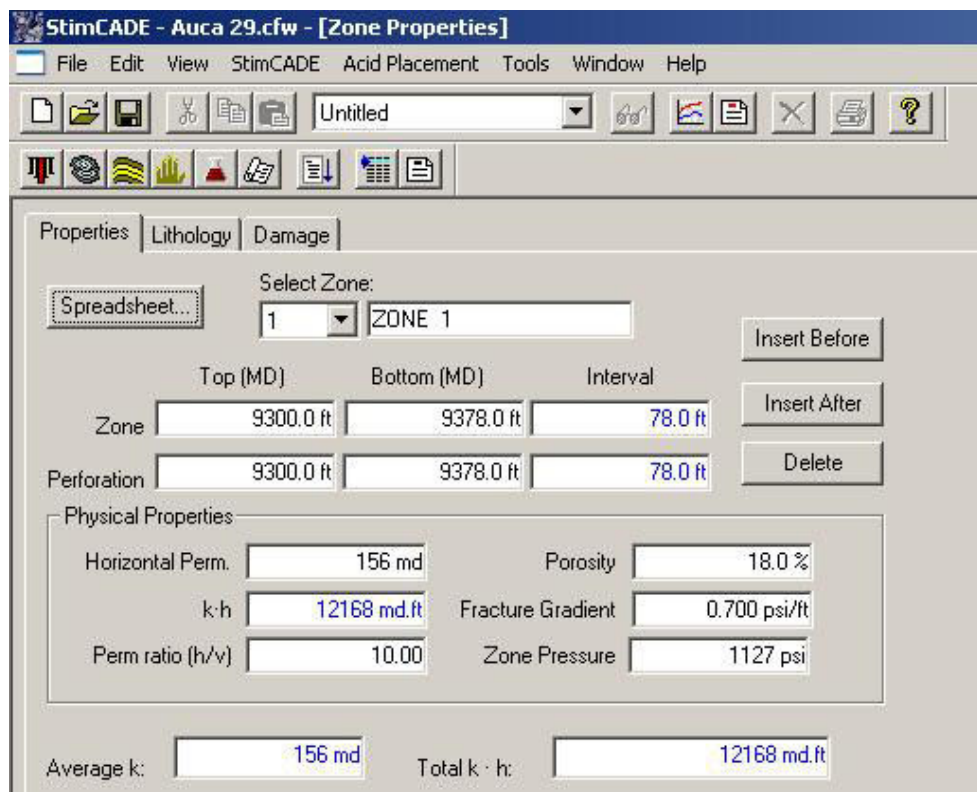 StimCADE - Auca 29.cfw - [Zone Properties]
File Edit View StimCADE Acid Placement Tools Window Help
Untitled
Properties Lithology Damage
Spreadsheet...
Select Zone:
1 ZONE 1
Insert Before
Top (MD) Bottom (MD) Interval
Insert After
Zone 9300.0 ft 9378.0 ft 78.0 ft
Delete
Perforation 9300.0 ft 9378.0 ft 78.0 ft
Physical Properties
Horizontal Perm. 156 md Porosity 18.0 %
k·h 12168 md.ft Fracture Gradient 0.700 psi/ft
Perm ratio (h/v) 10.00 Zone Pressure 1127 psi
Average k: 156 md Total k · h: 12168 md.ft